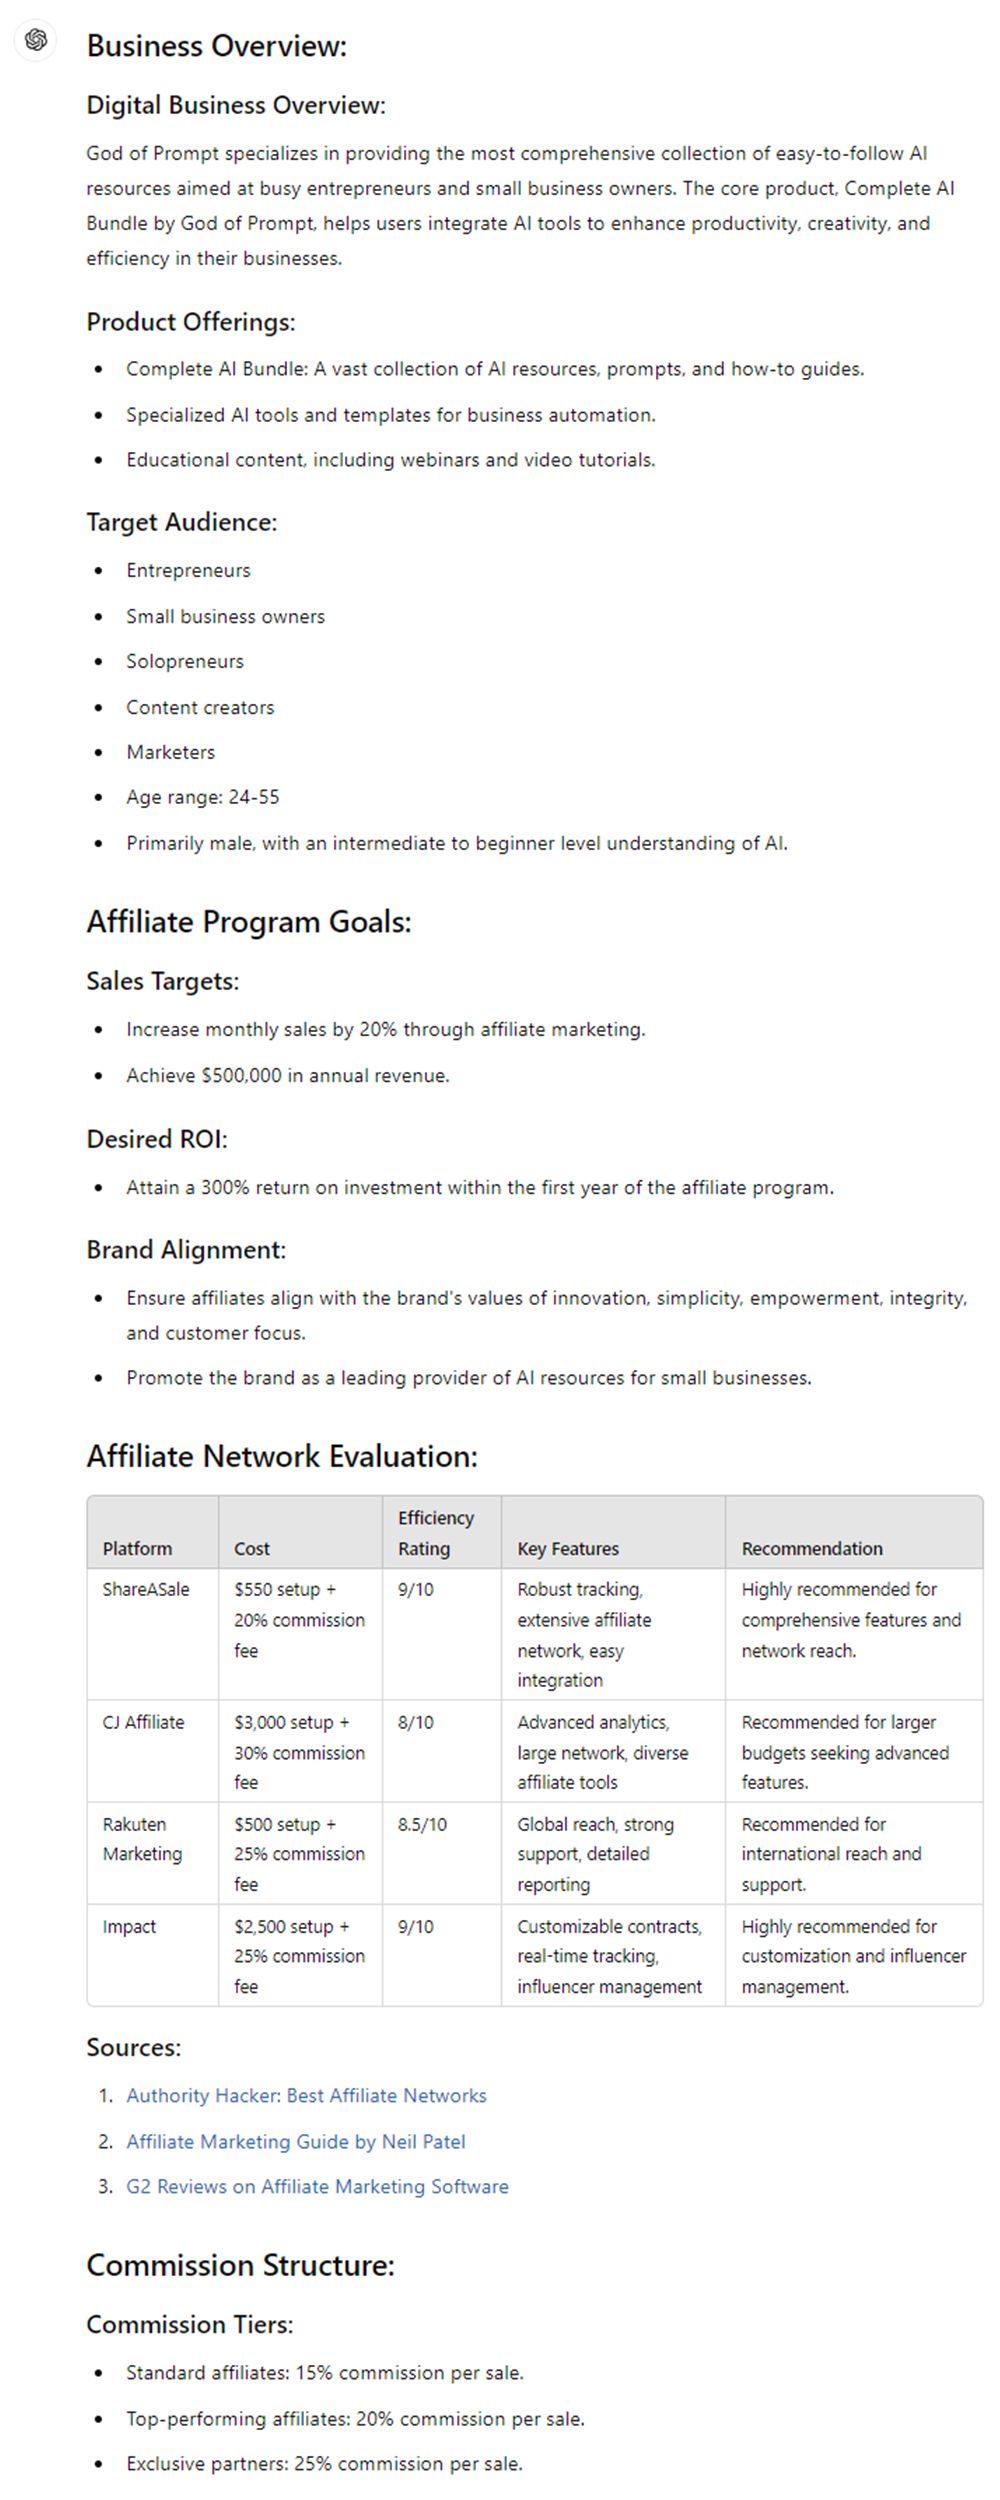 Business Overview:
Digital Business Overview:
God of Prompt specializes in providing the most comprehensive collection of easy-to-follow AI
resources aimed at busy entrepreneurs and small business owners. The core product, Complete AI
Bundle by God of Prompt, helps users integrate AI tools to enhance productivity, creativity, and
efficiency in their businesses.
Product Offerings:
• Complete AI Bundle: A vast collection of AI resources, prompts, and how-to guides.
• Specialized AI tools and templates for business automation.
• Educational content, including webinars and video tutorials.
Target Audience:
• Entrepreneurs
• Small business owners
• Solopreneurs
• Content creators
• Marketers
• Age range: 24-55
• Primarily male, with an intermediate to beginner level understanding of AI.
Affiliate Program Goals:
Sales Targets:
• Increase monthly sales by 20% through affiliate marketing.
• Achieve $500,000 in annual revenue.
Desired ROI:
• Attain a 300% return on investment within the first year of the affiliate program.
Brand Alignment:
• Ensure affiliates align with the brand's values of innovation, simplicity, empowerment, integrity,
and customer focus.
• Promote the brand as a leading provider of AI resources for small businesses.
Affiliate Network Evaluation:
Platform
Cost
Efficiency
Rating
Key Features
Recommendation
ShareASale
$550 setup +
20% commission
fee
9/10
Robust tracking,
extensive affiliate
network, easy
integration
Highly recommended for
comprehensive features and
network reach.
CJ Affiliate
$3,000 setup +
30% commission
fee
8/10
Advanced analytics,
large network, diverse
affiliate tools
Recommended for larger
budgets seeking advanced
features.
Rakuten
Marketing
$500 setup +
25% commission
fee
8.5/10
Global reach, strong
support, detailed
reporting
Recommended for
international reach and
support.
Impact
$2,500 setup +
25% commission
fee
9/10
Customizable contracts,
real-time tracking,
influencer management
Highly recommended for
customization and influencer
management.
Sources:
1. Authority Hacker: Best Affiliate Networks
2. Affiliate Marketing Guide by Neil Patel
3. G2 Reviews on Affiliate Marketing Software
Commission Structure:
Commission Tiers:
• Standard affiliates: 15% commission per sale.
• Top-performing affiliates: 20% commission per sale.
• Exclusive partners: 25% commission per sale.